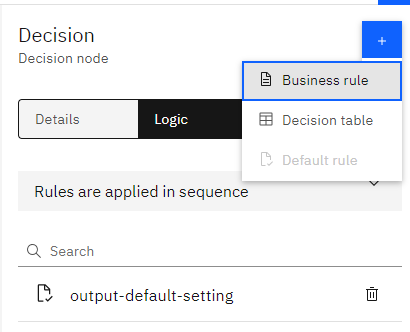 Decision
Decision node
Business rule
Decision table
Default rule
Details
Logic
Rules are applied in sequence
Search
output-default-setting